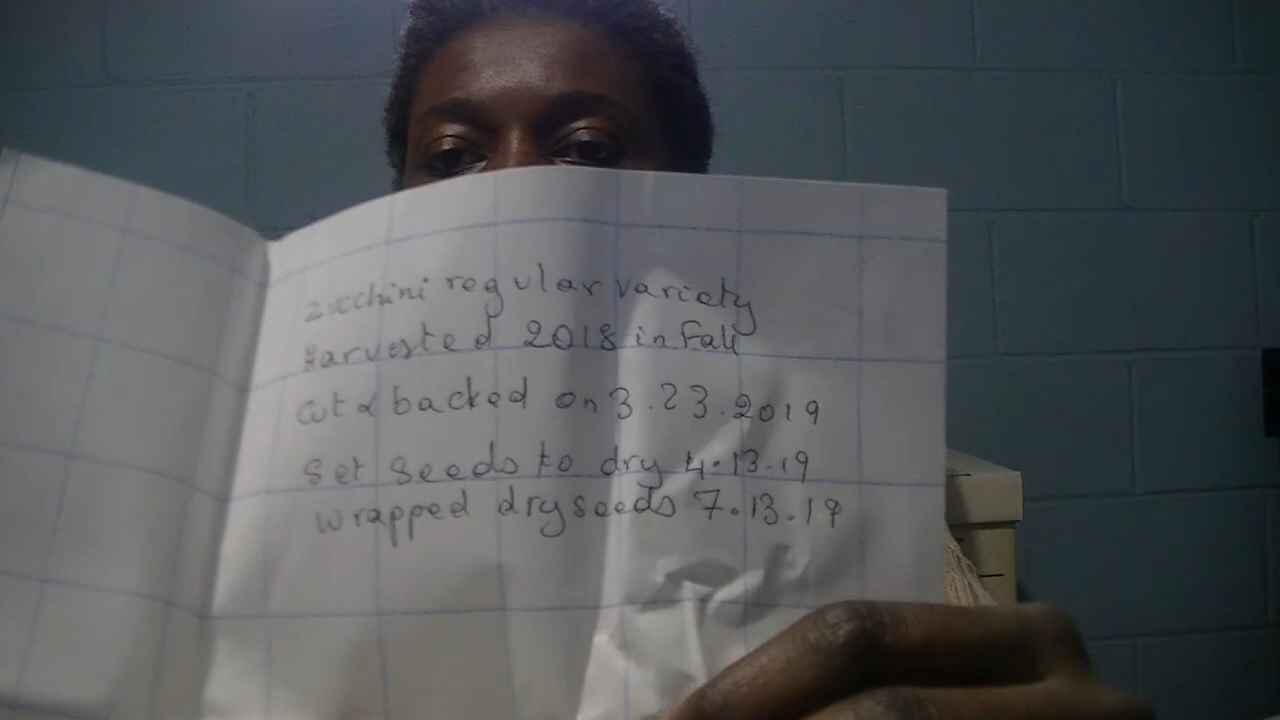 Zucchini regular variety
Harvested 2018 in Fall
Cut & backed on 3.23.2019
Set seeds to dry 4.13.19
Wrapped dry seeds 7.13.19